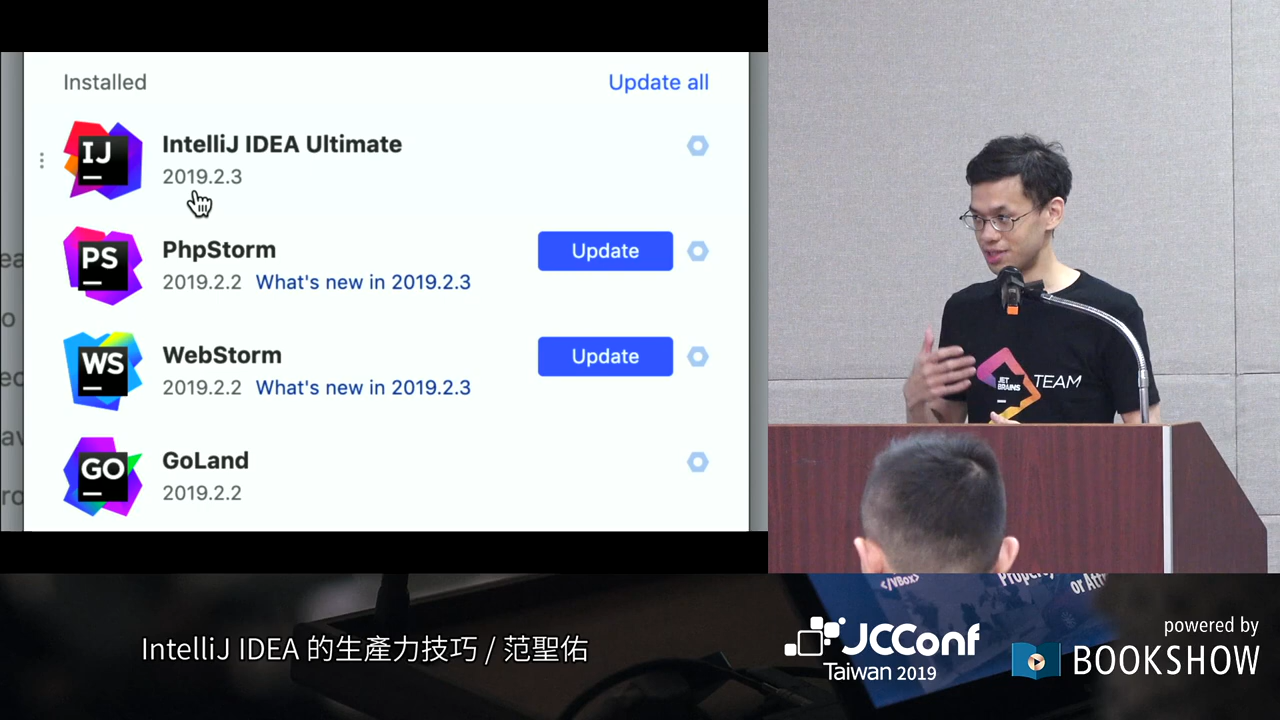 Installed
Update all
IJ
IntelliJ IDEA Ultimate
2019.2.3
PS
PhpStorm
2019.2.2 What's new in 2019.2.3
Update
WS
WebStorm
2019.2.2 What's new in 2019.2.3
Update
GO
GoLand
2019.2.2
JET
BRAINS
TEAM
</VBox>
or
IntelliJ IDEA 的生產力技巧 / 范聖佑
JCConf
Taiwan 2019
powered by
BOOKSHOW